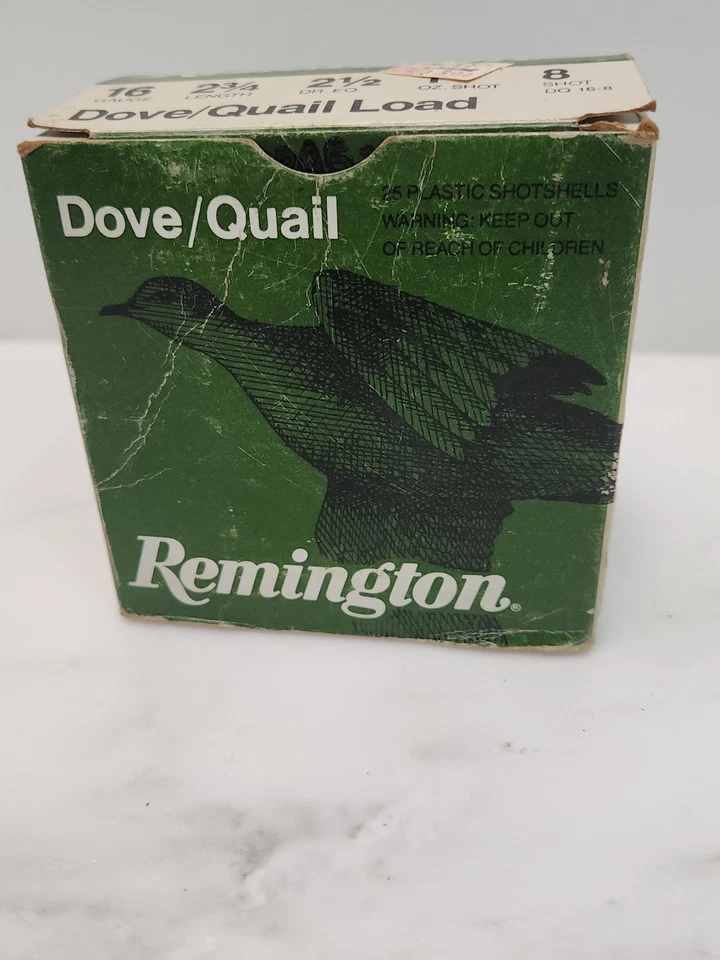 16 2¾ 2½ 8
GAUGE LENGTH DR. EQ. OZ. SHOT SHOT
DQ 16-8
Dove/Quail Load
Dove/Quail
25 PLASTIC SHOTSHELLS
WARNING: KEEP OUT
OF REACH OF CHILDREN
Remington®